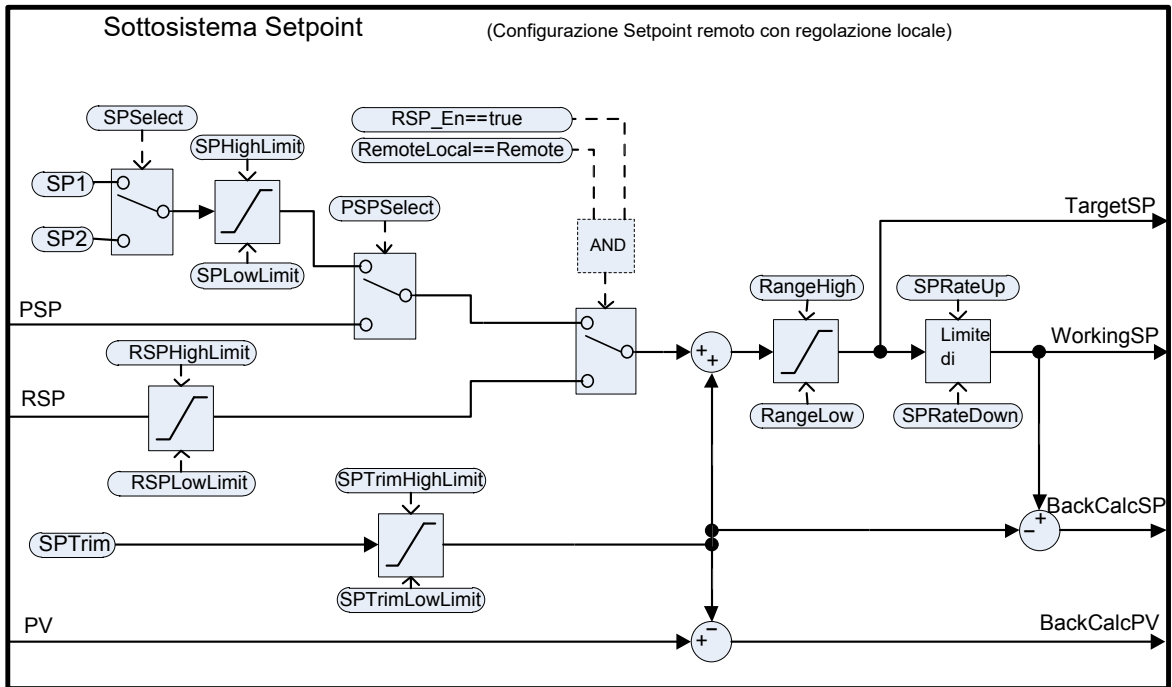 Sottosistema Setpoint
(Configurazione Setpoint remoto con regolazione locale)
SPSelect
SPHighLimit
SP1
SP2
SPLowLimit
RSP_En==true
RemoteLocal==Remote
PSPSelect
AND
PSP
RSPHighLimit
RSP
RSPLowLimit
SPTrimHighLimit
SPTrim
SPTrimLowLimit
PV
+
+
RangeHigh
RangeLow
SPRateUp
Limite
di
SPRateDown
TargetSP
WorkingSP
+
−
BackCalcSP
−
+
BackCalcPV